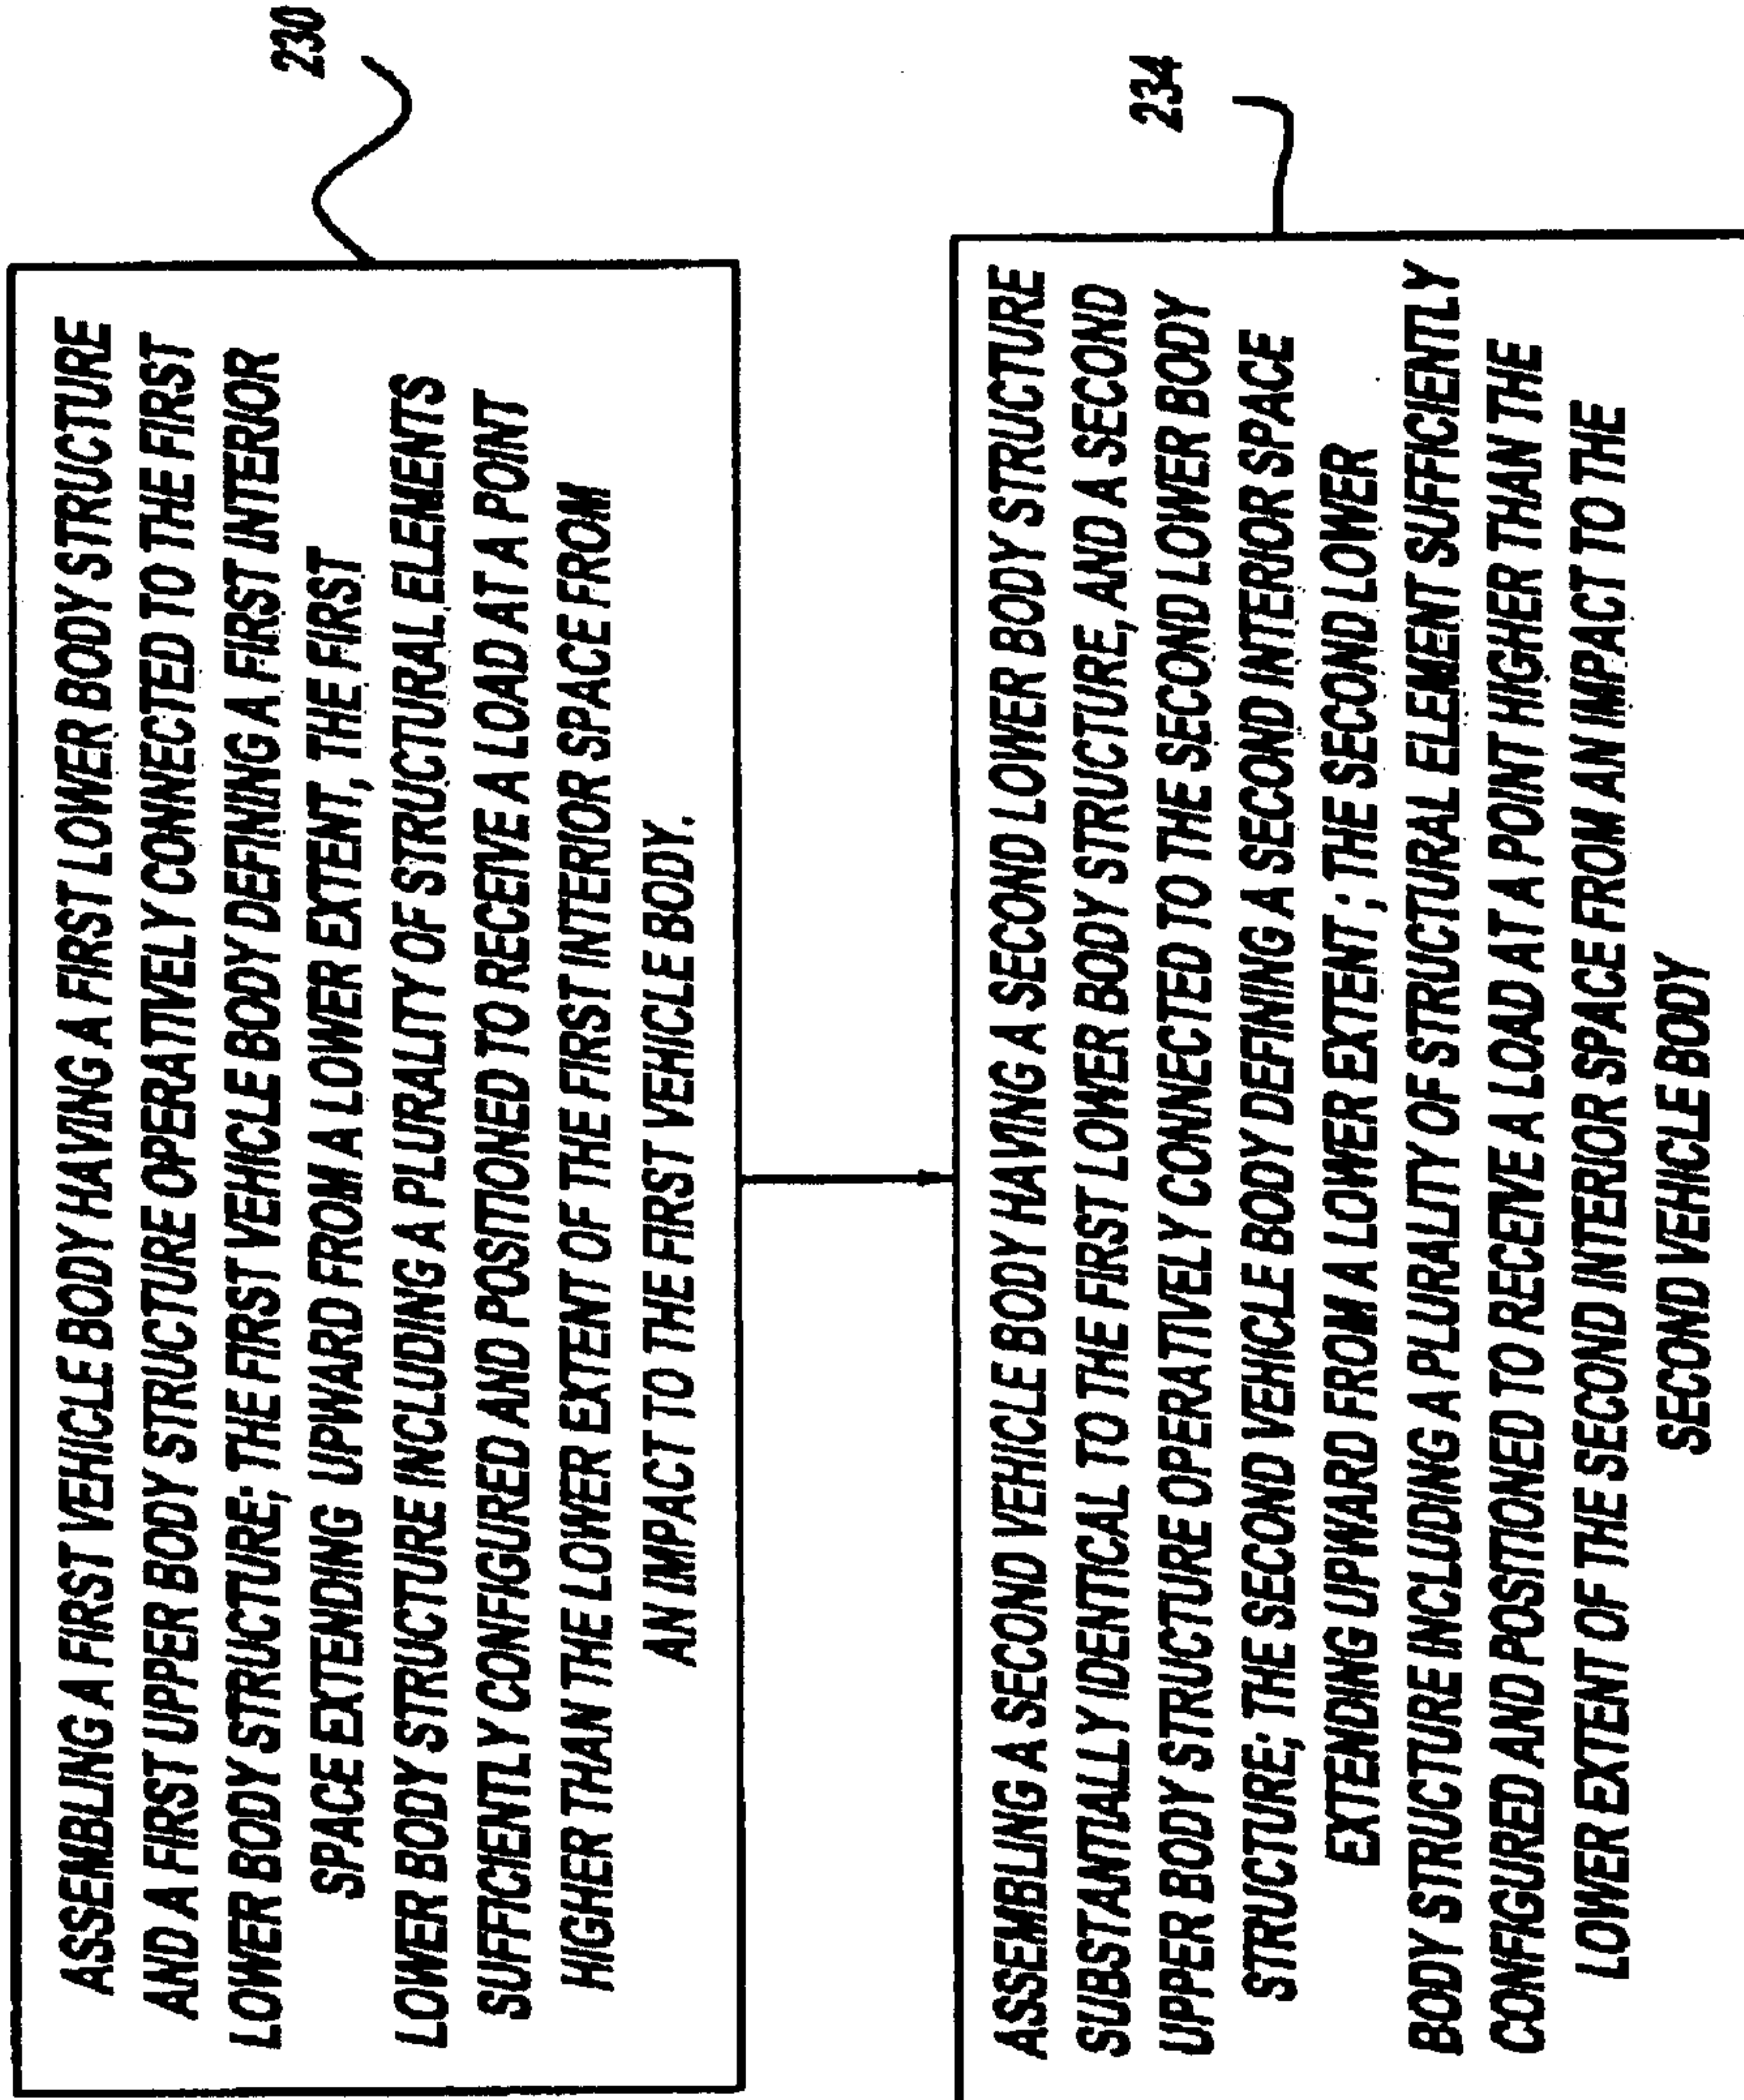 230
ASSEMBLING A FIRST VEHICLE BODY HAVING A FIRST LOWER BODY STRUCTURE
AND A FIRST UPPER BODY STRUCTURE OPERATIVELY CONNECTED TO THE FIRST
LOWER BODY STRUCTURE; THE FIRST VEHICLE BODY DEFINING A FIRST INTERIOR
SPACE EXTENDING UPWARD FROM A LOWER EXTENT, THE FIRST
LOWER BODY STRUCTURE INCLUDING A PLURALITY OF STRUCTURAL ELEMENTS
SUFFICIENTLY CONFIGURED AND POSITIONED TO RECEIVE A LOAD AT A POINT
HIGHER THAN THE LOWER EXTENT OF THE FIRST INTERIOR SPACE FROM
AN IMPACT TO THE FIRST VEHICLE BODY.
234
ASSEMBLING A SECOND VEHICLE BODY HAVING A SECOND LOWER BODY STRUCTURE
SUBSTANTIALLY IDENTICAL TO THE FIRST LOWER BODY STRUCTURE, AND A SECOND
UPPER BODY STRUCTURE OPERATIVELY CONNECTED TO THE SECOND LOWER BODY
STRUCTURE; THE SECOND VEHICLE BODY DEFINING A SECOND INTERIOR SPACE
EXTENDING UPWARD FROM A LOWER EXTENT ; THE SECOND LOWER
BODY STRUCTURE INCLUDING A PLURALITY OF STRUCTURAL ELEMENT SUFFICIENTLY
CONFIGURED AND POSITIONED TO RECEIVE A LOAD AT A POINT HIGHER THAN THE
LOWER EXTENT OF THE SECOND INTERIOR SPACE FROM AN IMPACT TO THE
SECOND VEHICLE BODY